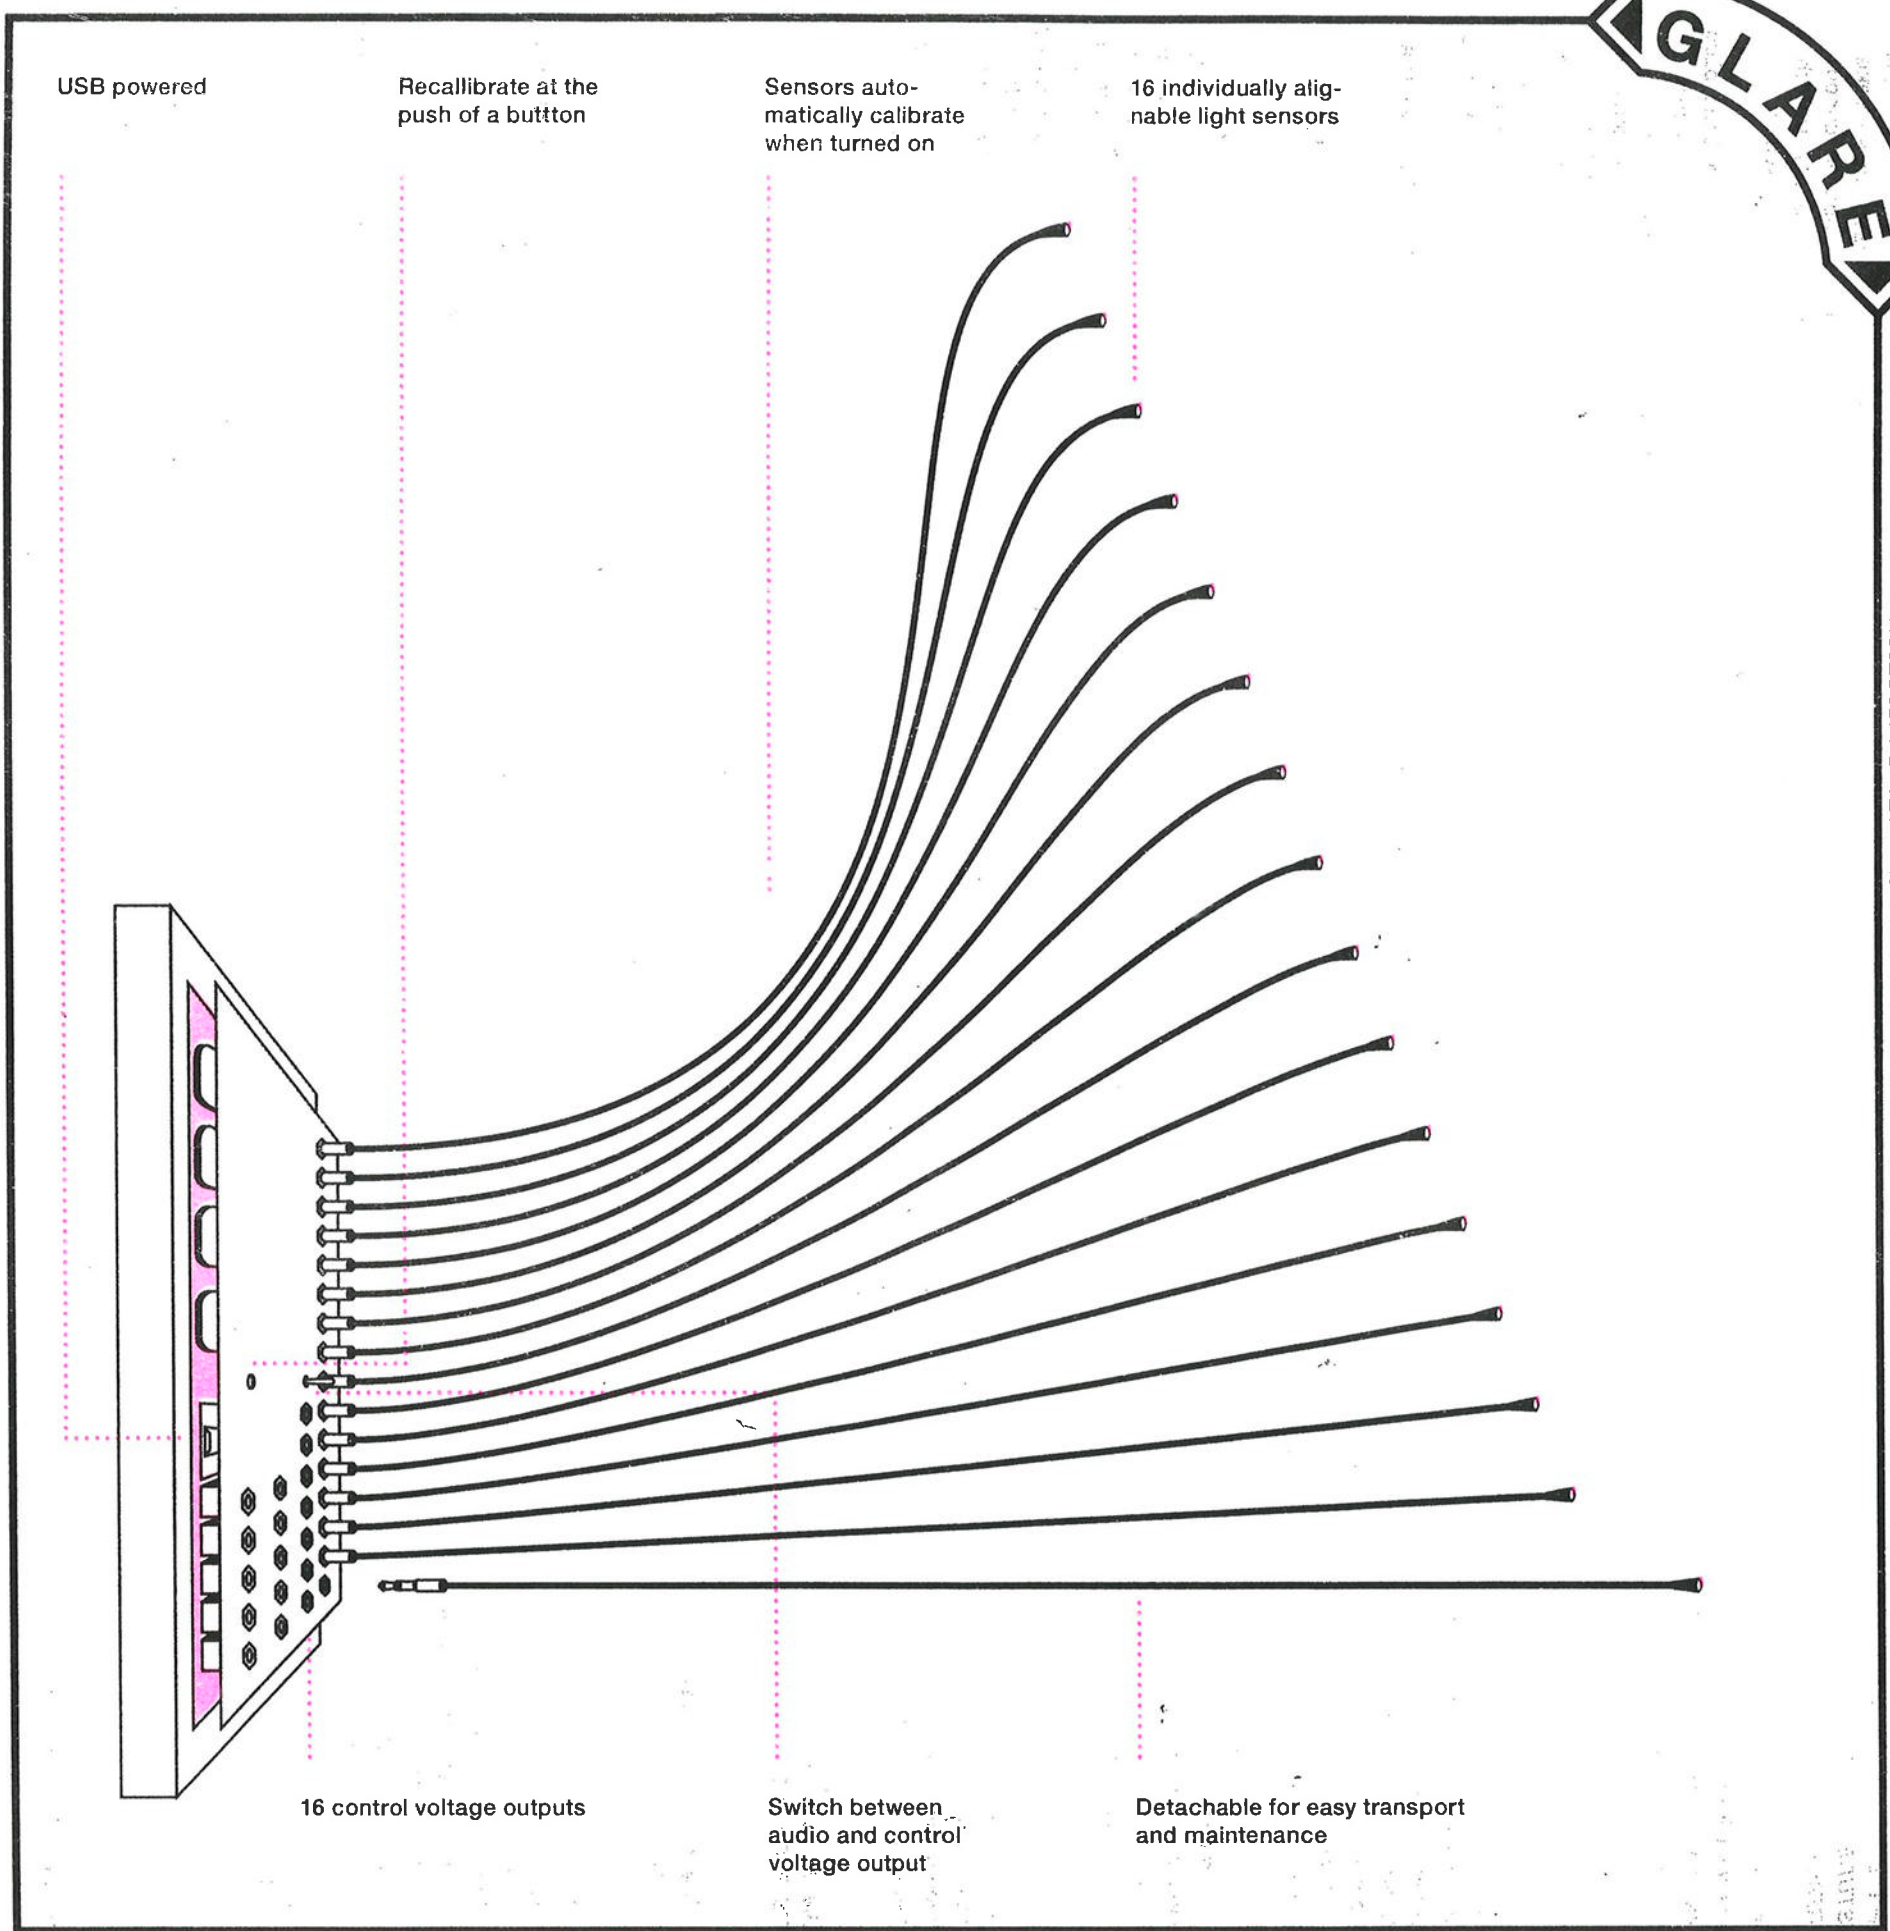 GLARE
USB powered
Recallibrate at the
push of a buttton
Sensors auto-
matically calibrate
when turned on
16 individually alig-
nable light sensors
16 control voltage outputs
Switch between
audio and control
voltage output
Detachable for easy transport
and maintenance